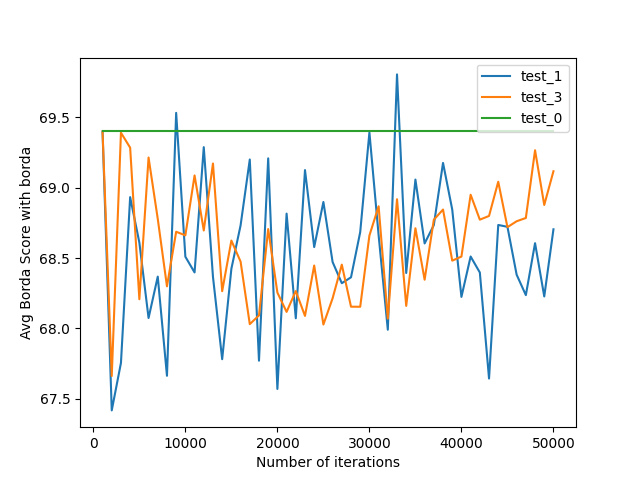 test_1
test_3
test_0
69.5
69.0
68.5
68.0
67.5
Avg Borda Score with borda
0
10000
20000
30000
40000
50000
Number of iterations